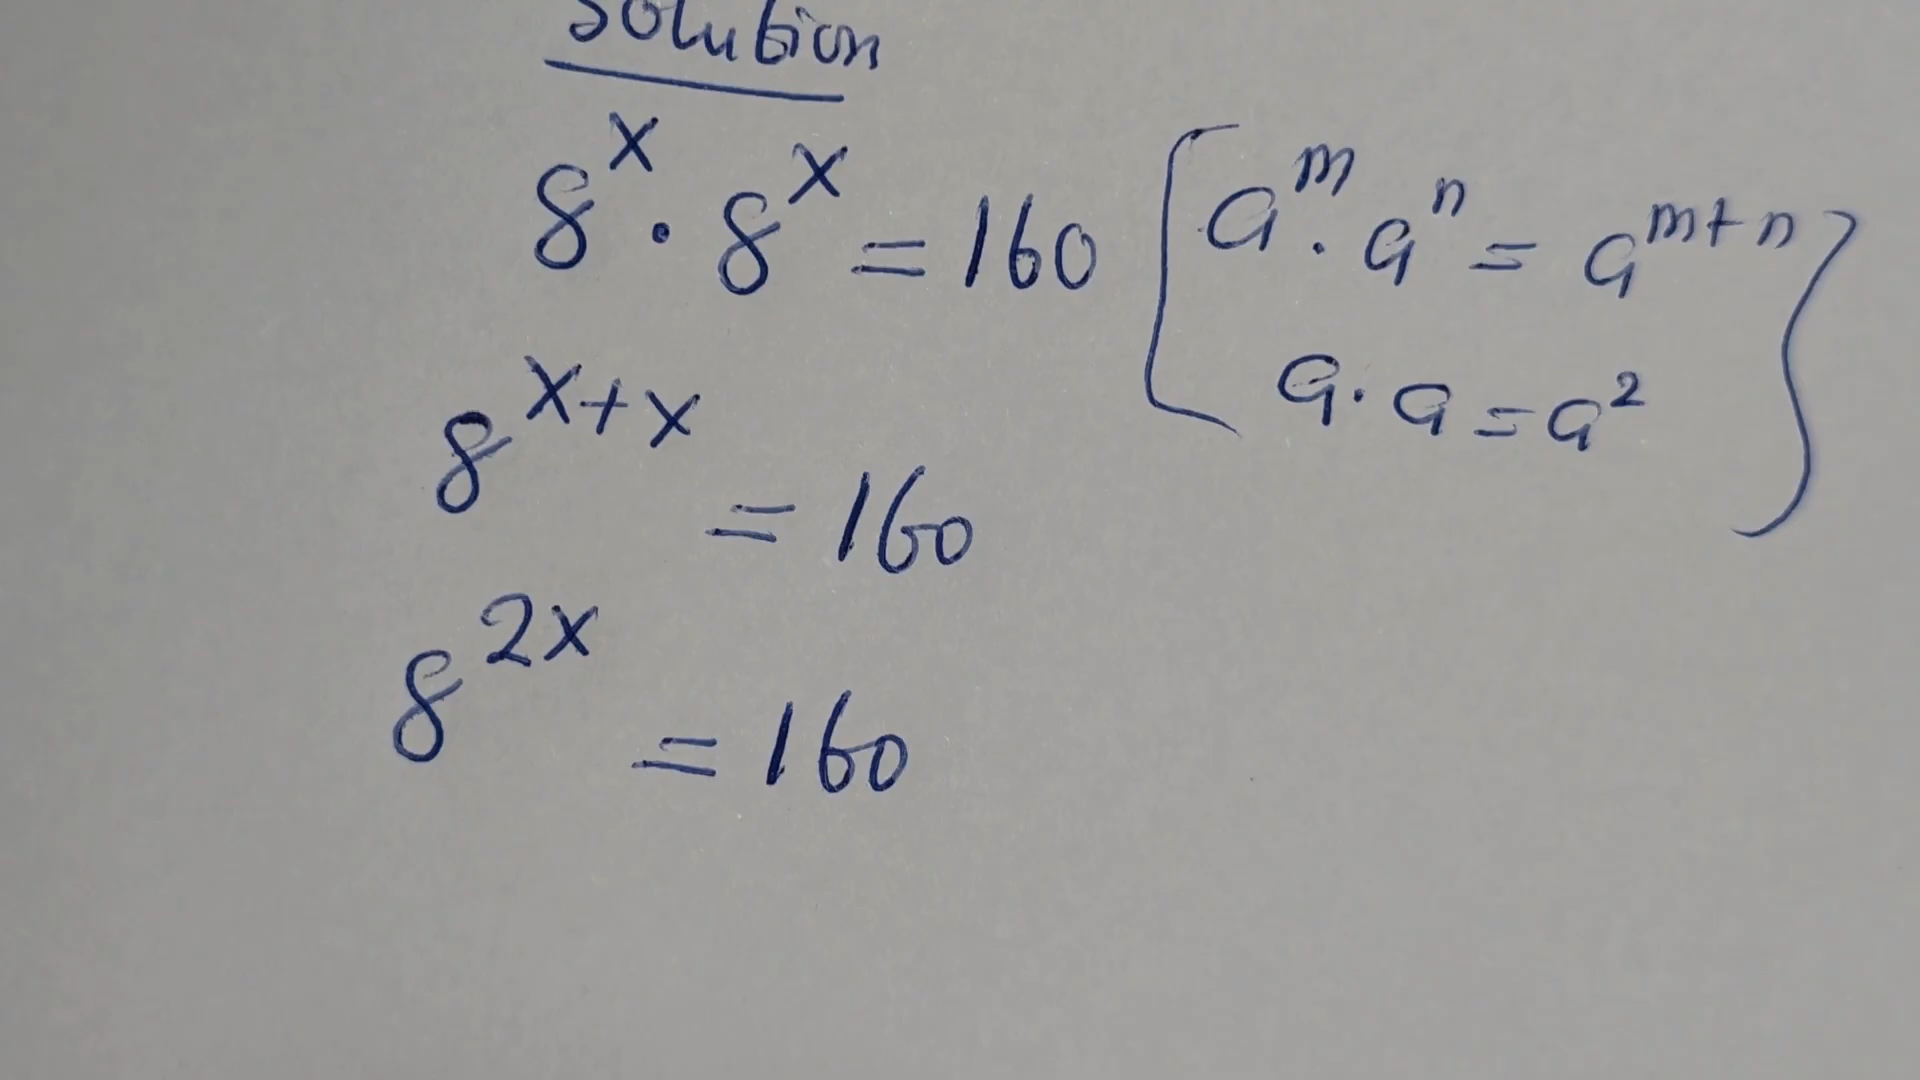 Solution
8^x · 8^x = 160 [a^m · a^n = a^(m+n)
a · a = a^2}
8^(x+x) = 160
8^(2x) = 160